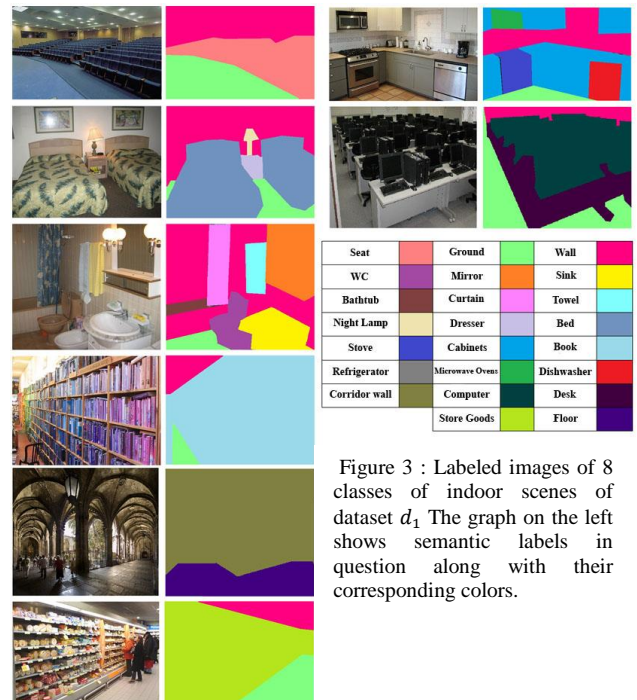 Seat Ground Wall
WC Mirror Sink
Bathtub Curtain Towel
Night Lamp Dresser Bed
Stove Cabinets Book
Refrigerator Microwave Ovens Dishwasher
Corridor wall Computer Desk
Store Goods Floor
Figure 3 : Labeled images of 8
classes of indoor scenes of
dataset d₁ The graph on the left
shows semantic labels in
question along with their
corresponding colors.